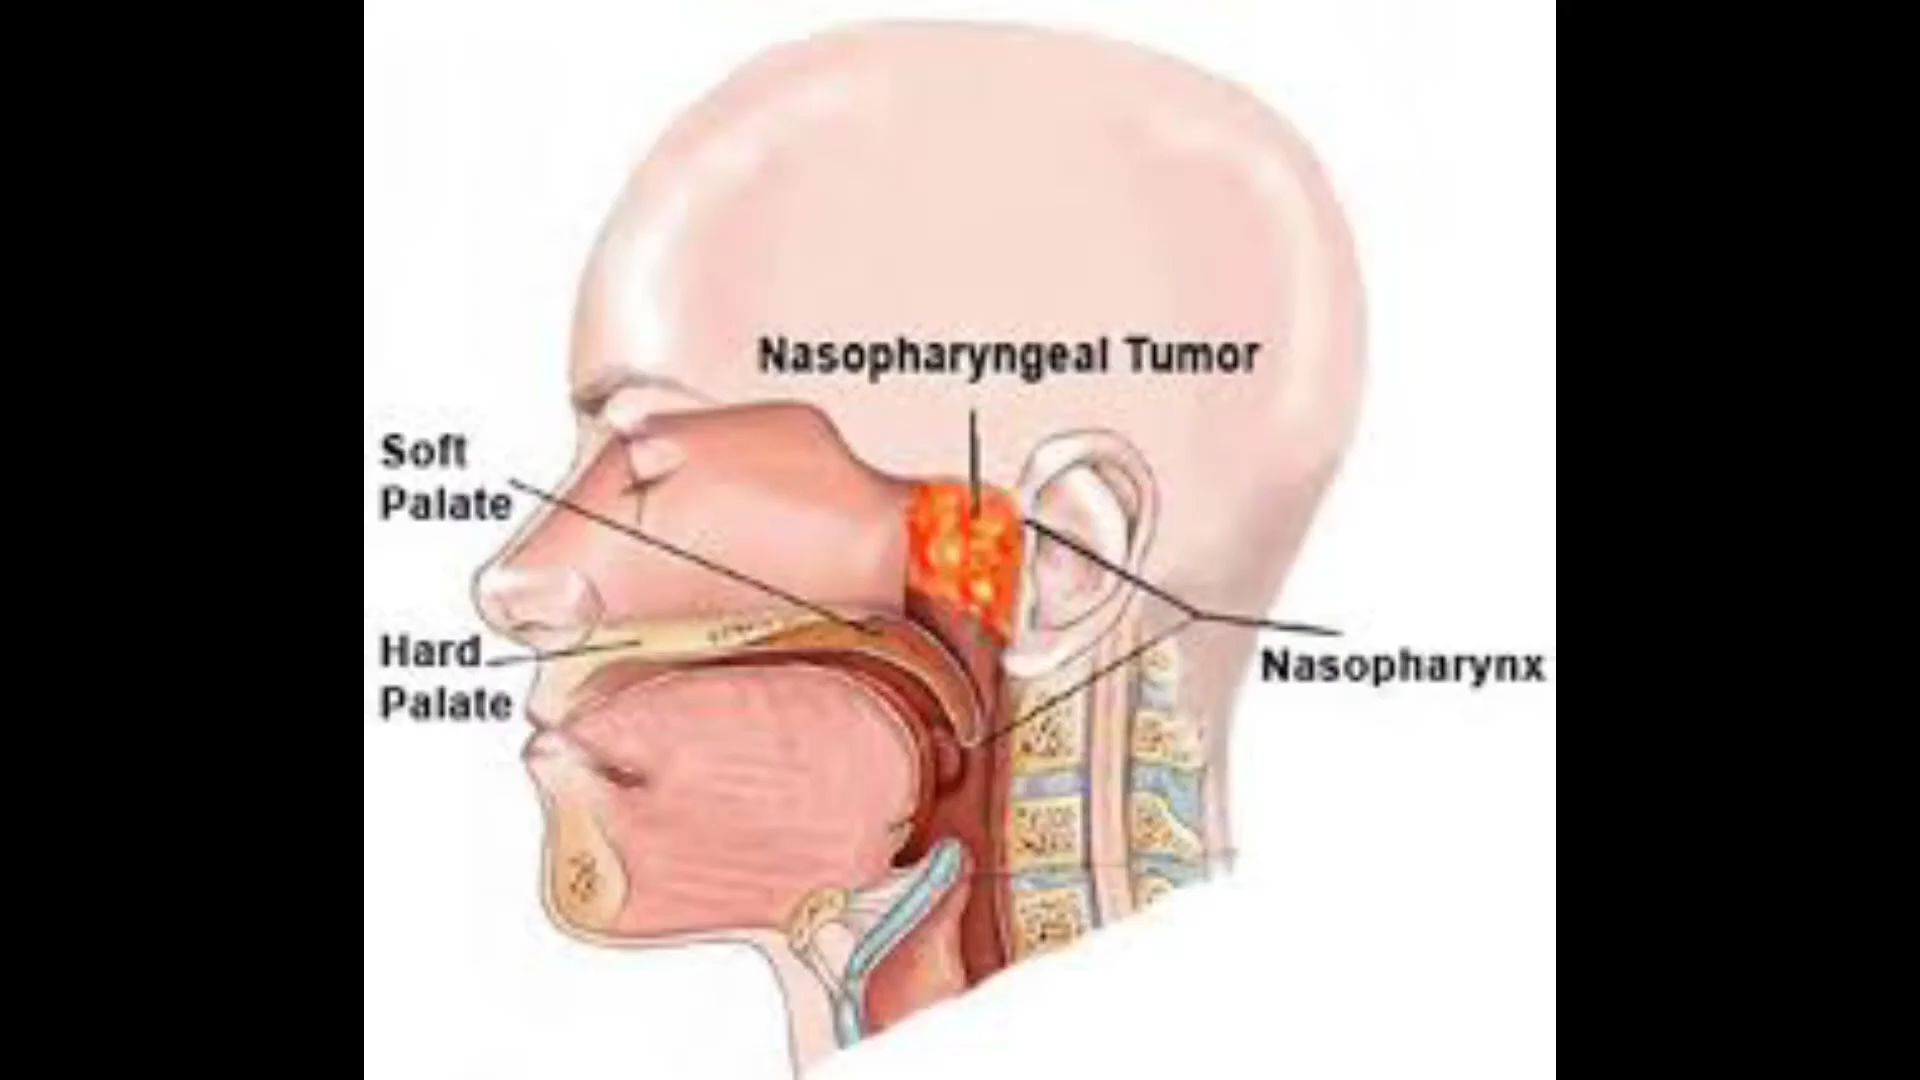 Nasopharyngeal Tumor
Soft
Palate
Hard
Palate
Nasopharynx